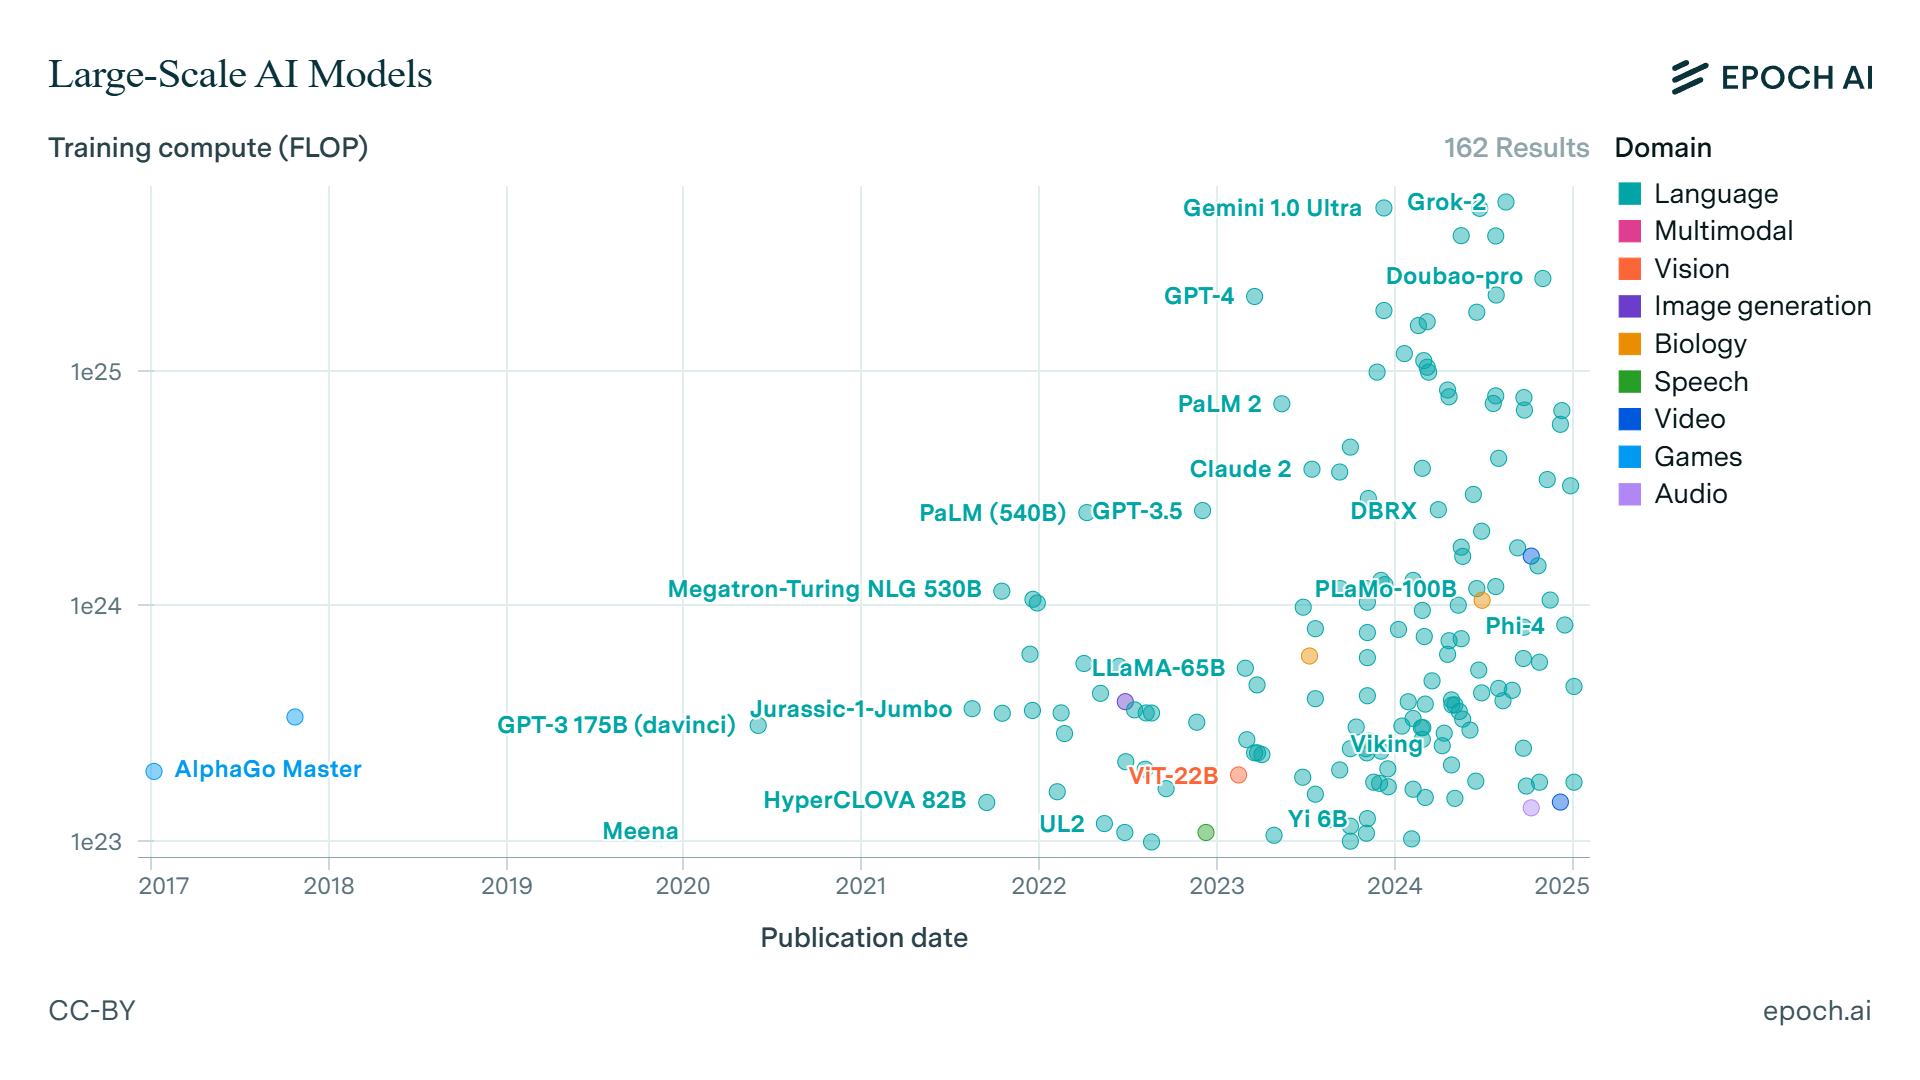 Large-Scale AI Models
EPOCH AI
Training compute (FLOP)
162 Results
Domain
Language
Multimodal
Vision
Image generation
Biology
Speech
Video
Games
Audio
Gemini 1.0 Ultra
Grok-2
Doubao-pro
GPT-4
1e25
PaLM 2
Claude 2
PaLM (540B)
GPT-3.5
DBRX
Megatron-Turing NLG 530B
PLaMo-100B
1e24
Phi-4
LLaMA-65B
Jurassic-1-Jumbo
GPT-3 175B (davinci)
Viking
AlphaGo Master
ViT-22B
HyperCLOVA 82B
UL2
Yi 6B
Meena
1e23
2017
2018
2019
2020
2021
2022
2023
2024
2025
Publication date
CC-BY
epoch.ai